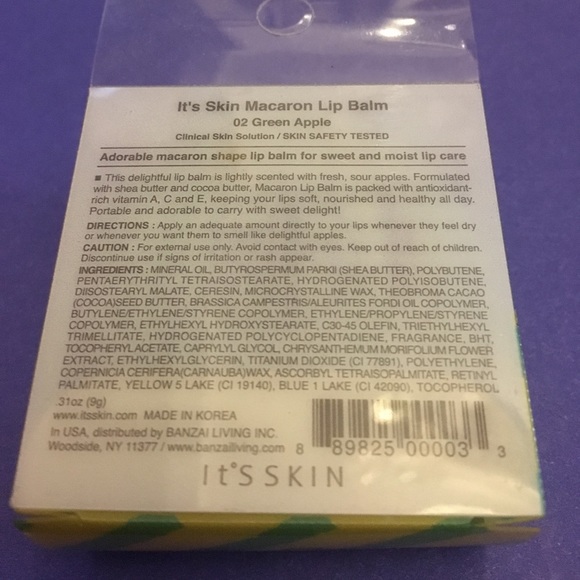 It's Skin Macaron Lip Balm
02 Green Apple
Clinical Skin Solution / SKIN SAFETY TESTED
Adorable macaron shape lip balm for sweet and moist lip care
■ This delightful lip balm is lightly scented with fresh, sour apples. Formulated
with shea butter and cocoa butter, Macaron Lip Balm is packed with antioxidant-
rich vitamin A, C and E, keeping your lips soft, nourished and healthy all day.
Portable and adorable to carry with sweet delight!
DIRECTIONS : Apply an adequate amount directly to your lips whenever they feel dry
or whenever you want them to smell like delightful apples.
CAUTION : For external use only. Avoid contact with eyes. Keep out of reach of children.
Discontinue use if signs of irritation or rash appear.
INGREDIENTS : MINERAL OIL, BUTYROSPERMUM PARKII (SHEA BUTTER), POLYBUTENE,
PENTAERYTHRITYL TETRAISOSTEARATE, HYDROGENATED POLYISOBUTENE,
DIISOSTEARYL MALATE, CERESIN, MICROCRYSTALLINE WAX, THEOBROMA CACAO
(COCOA)SEED BUTTER, BRASSICA CAMPESTRIS/ALEURITES FORDI OIL COPOLYMER,
BUTYLENE/ETHYLENE/STYRENE COPOLYMER, ETHYLENE/PROPYLENE/STYRENE
COPOLYMER, ETHYLHEXYL HYDROXYSTEARATE, C30-45 OLEFIN, TRIETHYLHEXYL
TRIMELLITATE, HYDROGENATED POLYCYCLOPENTADIENE, FRAGRANCE, BHT,
TOCOPHERYL ACETATE, CAPRYLYL GLYCOL, CHRYSANTHEMUM MORIFOLIUM FLOWER
EXTRACT, ETHYLHEXYLGLYCERIN, TITANIUM DIOXIDE (CI 77891), POLYETHYLENE,
COPERNICIA CERIFERA(CARNAUBA)WAX, ASCORBYL TETRAISOPALMITATE, RETINYL
PALMITATE, YELLOW 5 LAKE (CI 19140), BLUE 1 LAKE (CI 42090), TOCOPHEROL
.31oz (9g)
www.itsskin.com MADE IN KOREA
In USA, distributed by BANZAI LIVING INC.
Woodside, NY 11377 / www.banzailiving.com
8 89825 00003 3
It'S SKIN